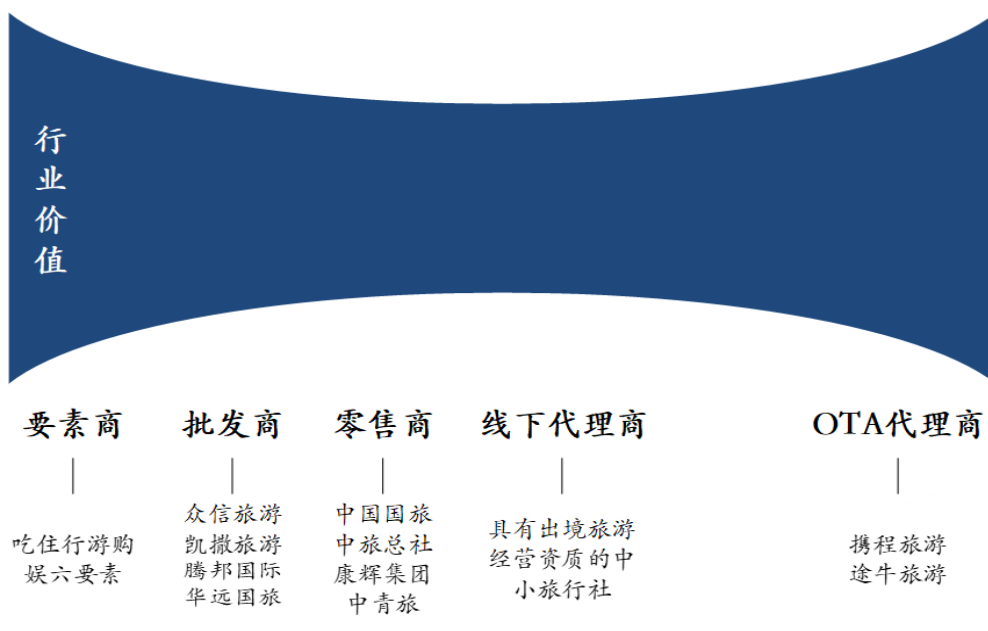 行业价值
要素商
批发商
零售商
线下代理商
OTA代理商
吃住行游购
娱六要素
众信旅游
凯撒旅游
腾邦国际
华远国旅
中国国旅
中旅总社
康辉集团
中青旅
具有出境旅游
经营资质的中
小旅行社
携程旅游
途牛旅游